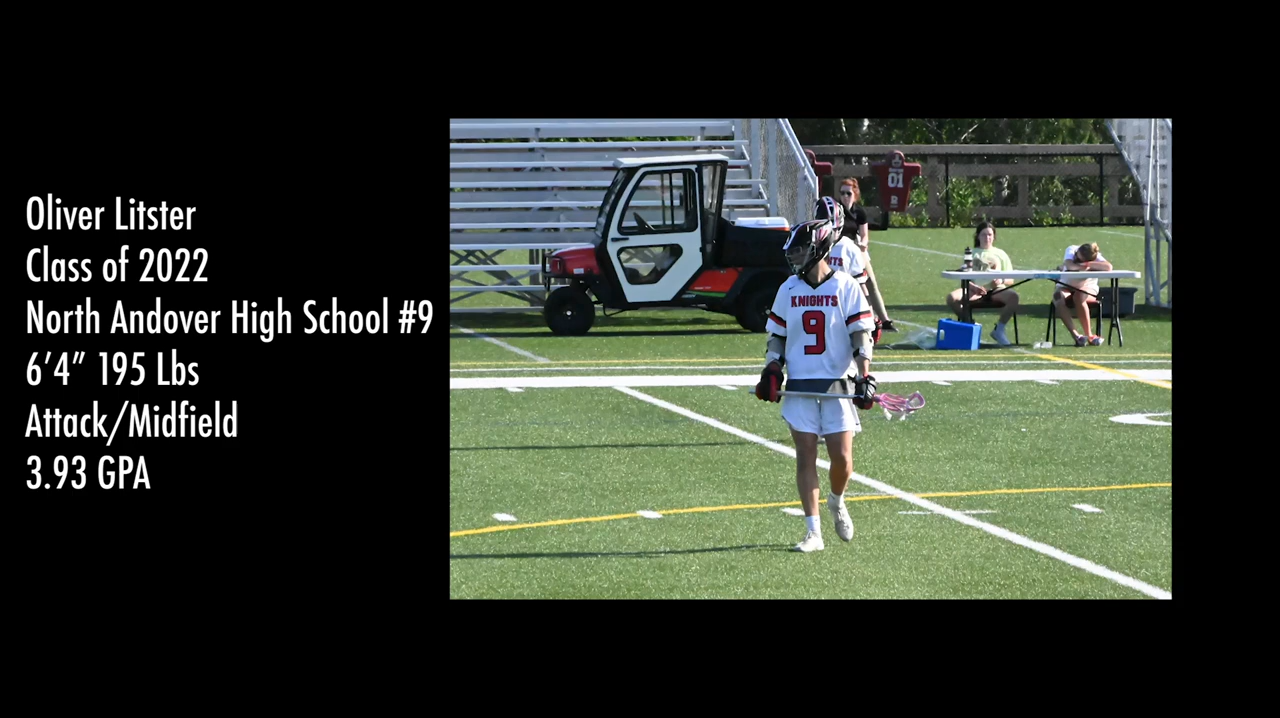 Oliver Litster
Class of 2022
North Andover High School #9
6’4” 195 Lbs
Attack/Midfield
3.93 GPA
01
KNIGHTS
9